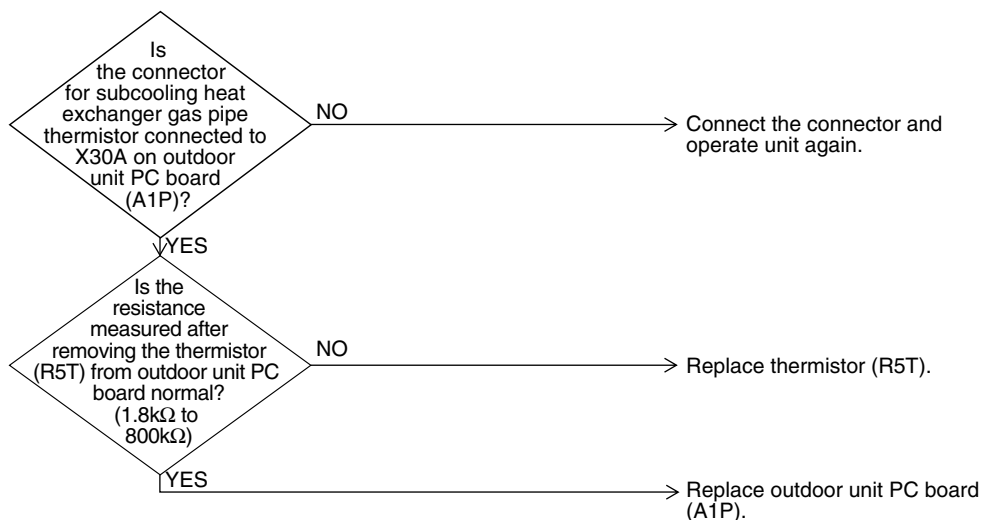 Is
the connector
for subcooling heat
exchanger gas pipe
thermistor connected to
X30A on outdoor
unit PC board
(A1P)?
NO
Connect the connector and
operate unit again.
YES
Is the
resistance
measured after
removing the thermistor
(R5T) from outdoor unit PC
board normal?
(1.8kΩ to
800kΩ)
NO
Replace thermistor (R5T).
YES
Replace outdoor unit PC board
(A1P).